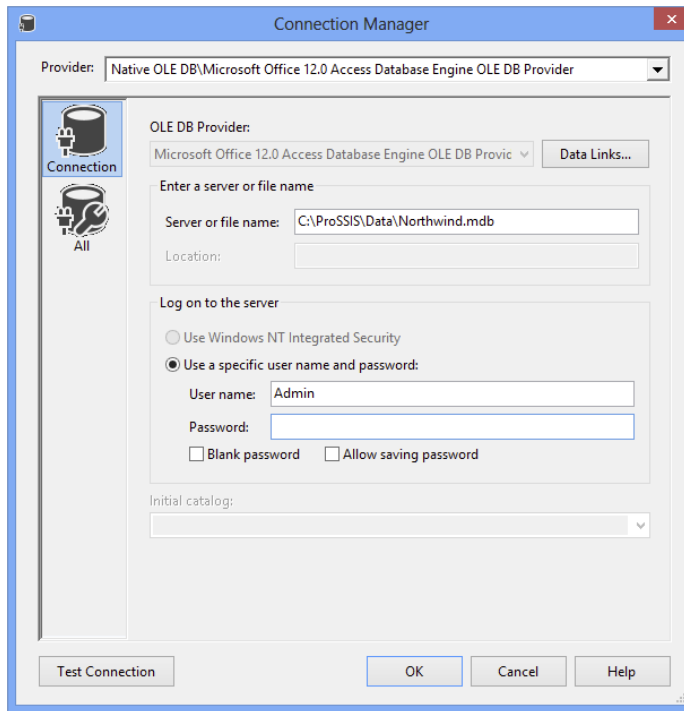 Connection Manager
Provider: Native OLE DB\Microsoft Office 12.0 Access Database Engine OLE DB Provider
Connection
All
OLE DB Provider:
Microsoft Office 12.0 Access Database Engine OLE DB Provic Data Links...
Enter a server or file name
Server or file name: C:\ProSSIS\Data\Northwind.mdb
Location:
Log on to the server
Use Windows NT Integrated Security
Use a specific user name and password:
User name: Admin
Password:
Blank password Allow saving password
Initial catalog:
Test Connection OK Cancel Help